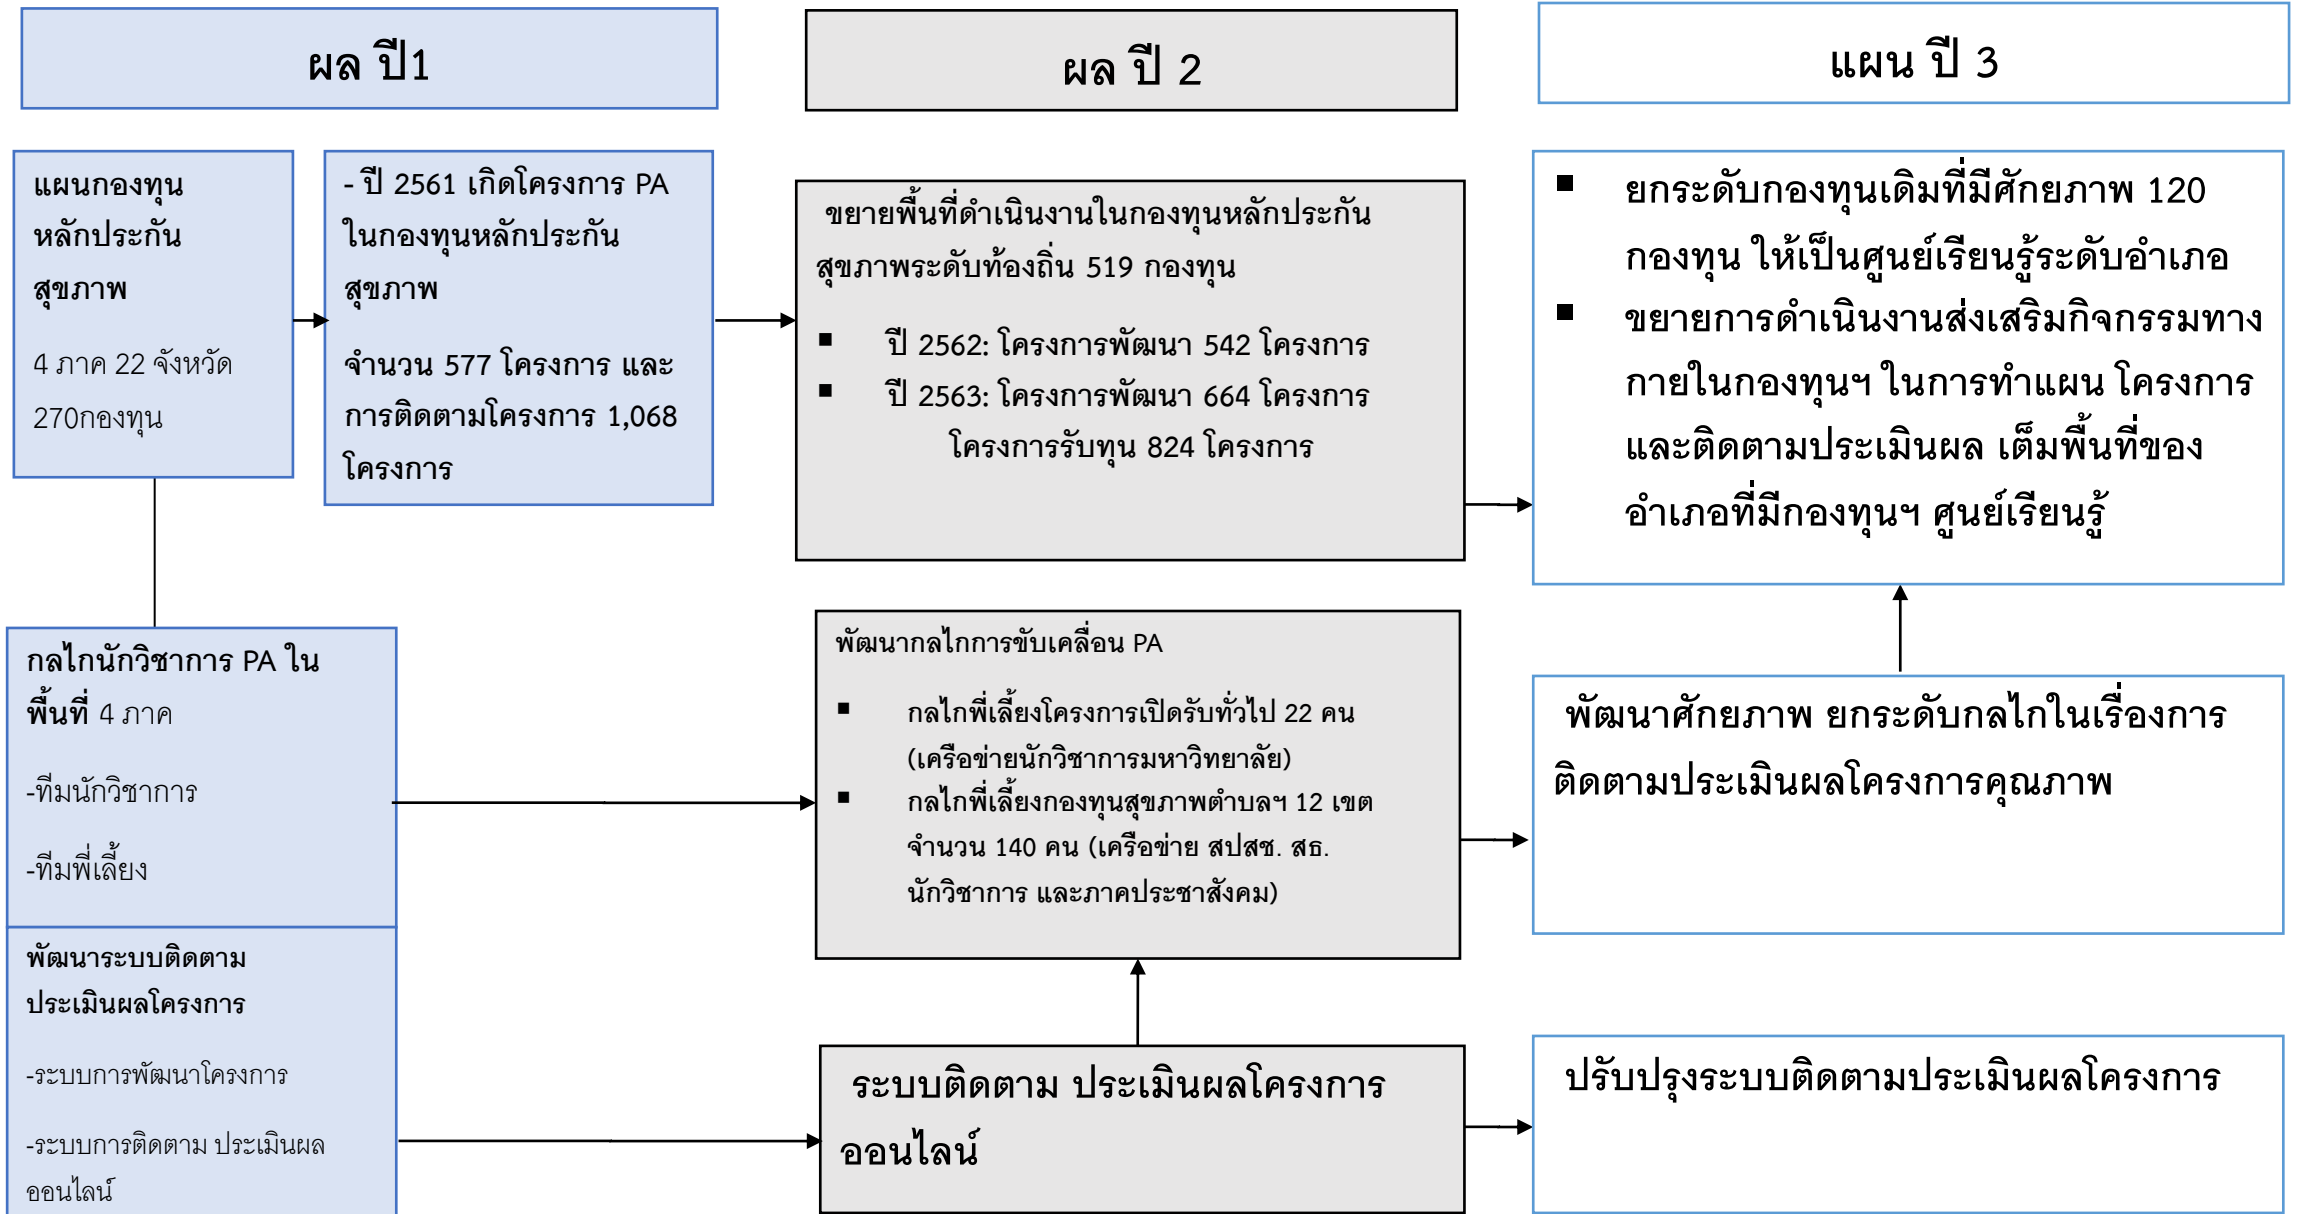 ผล ปี1
ผล ปี 2
แผน ปี 3
แผนกองทุน
หลักประกัน
สุขภาพ
4 ภาค 22 จังหวัด
270กองทุน
- ปี 2561 เกิดโครงการ PA
ในกองทุนหลักประกัน
สุขภาพ
จำนวน 577 โครงการ และ
การติดตามโครงการ 1,068
โครงการ
ขยายพื้นที่ดำเนินงานในกองทุนหลักประกัน
สุขภาพระดับท้องถิ่น 519 กองทุน
▪ ปี 2562: โครงการพัฒนา 542 โครงการ
▪ ปี 2563: โครงการพัฒนา 664 โครงการ
โครงการรับทุน 824 โครงการ
▪ ยกระดับกองทุนเดิมที่มีศักยภาพ 120
กองทุน ให้เป็นศูนย์เรียนรู้ระดับอำเภอ
▪ ขยายการดำเนินงานส่งเสริมกิจกรรมทาง
กายในกองทุนฯ ในการทำแผน โครงการ
และติดตามประเมินผล เต็มพื้นที่ของ
อำเภอที่มีกองทุนฯ ศูนย์เรียนรู้
กลไกนักวิชาการ PA ใน
พื้นที่ 4 ภาค
-ทีมนักวิชาการ
-ทีมพี่เลี้ยง
พัฒนากลไกการขับเคลื่อน PA
▪ กลไกพี่เลี้ยงโครงการเปิดรับทั่วไป 22 คน
(เครือข่ายนักวิชาการมหาวิทยาลัย)
▪ กลไกพี่เลี้ยงกองทุนสุขภาพตำบลฯ 12 เขต
จำนวน 140 คน (เครือข่าย สปสช. สธ.
นักวิชาการ และภาคประชาสังคม)
พัฒนาศักยภาพ ยกระดับกลไกในเรื่องการ
ติดตามประเมินผลโครงการคุณภาพ
พัฒนาระบบติดตาม
ประเมินผลโครงการ
-ระบบการพัฒนาโครงการ
-ระบบการติดตาม ประเมินผล
ออนไลน์
ระบบติดตาม ประเมินผลโครงการ
ออนไลน์
ปรับปรุงระบบติดตามประเมินผลโครงการ